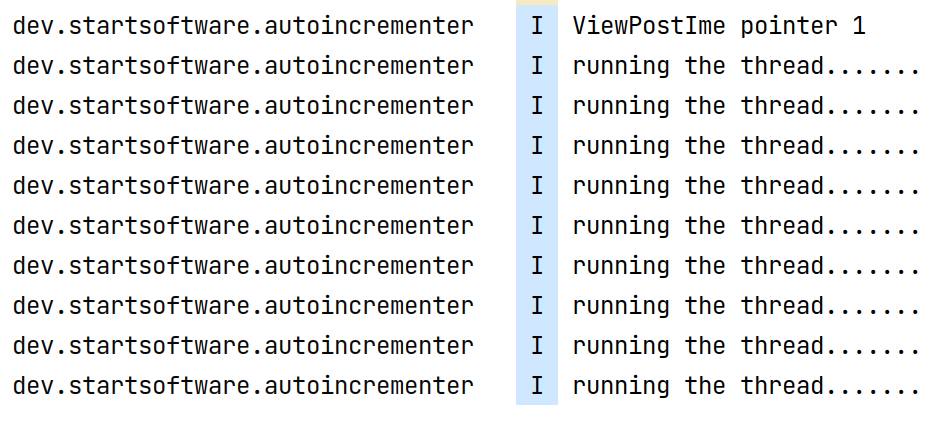 dev.startsoftware.autoincrementer I ViewPostIme pointer 1
dev.startsoftware.autoincrementer I running the thread.......
dev.startsoftware.autoincrementer I running the thread.......
dev.startsoftware.autoincrementer I running the thread.......
dev.startsoftware.autoincrementer I running the thread.......
dev.startsoftware.autoincrementer I running the thread.......
dev.startsoftware.autoincrementer I running the thread.......
dev.startsoftware.autoincrementer I running the thread.......
dev.startsoftware.autoincrementer I running the thread.......
dev.startsoftware.autoincrementer I running the thread.......